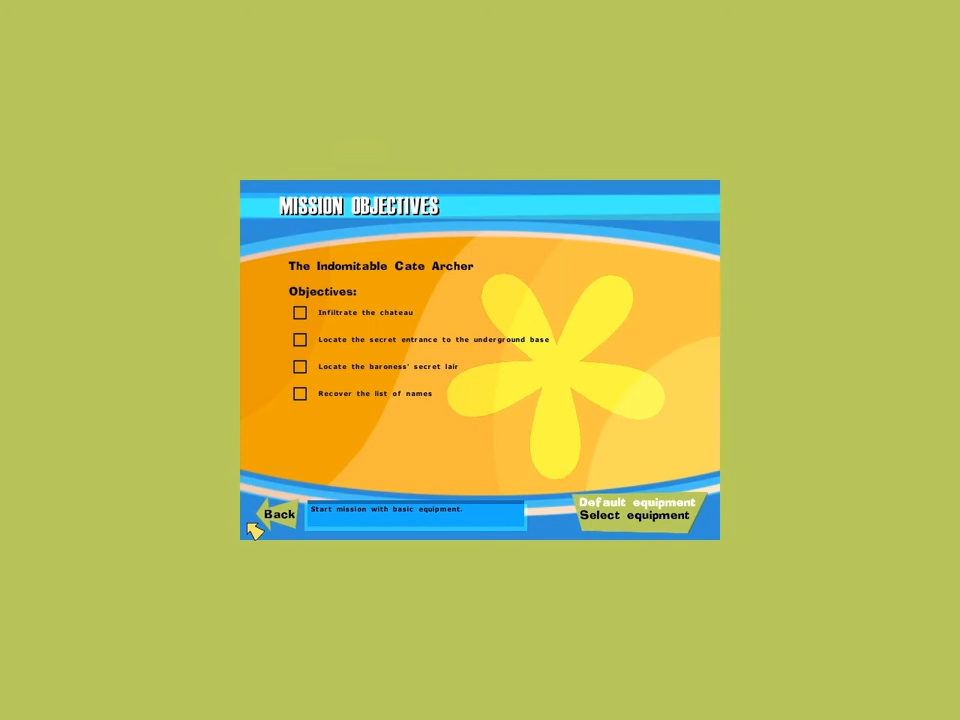 MISSION OBJECTIVES
The Indomitable Cate Archer
Objectives:
Infiltrate the chateau
Locate the secret entrance to the underground base
Locate the baroness' secret lair
Recover the list of names
Back
Start mission with basic equipment.
Default equipment
Select equipment